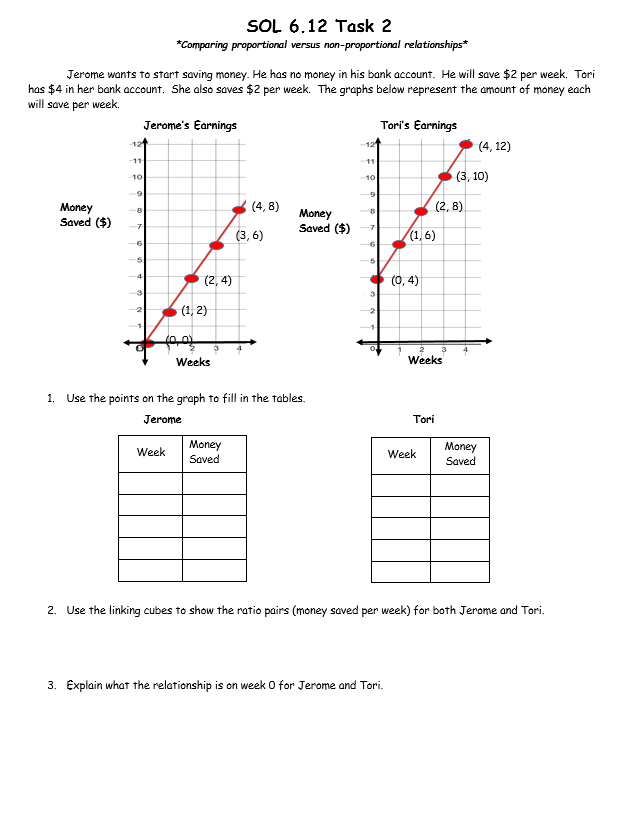 SOL 6.12 Task 2
*Comparing proportional versus non-proportional relationships*
Jerome wants to start saving money. He has no money in his bank account. He will save $2 per week. Tori
has $4 in her bank account. She also saves $2 per week. The graphs below represent the amount of money each
will save per week.
Jerome's Earnings
12
11
10
9
8
7
6
5
4
3
2
1
0
1
2
3
4
(4, 8)
(3, 6)
(2, 4)
(1, 2)
(0, 0)
Money
Saved ($)
Weeks
Tori's Earnings
12
11
10
9
8
7
6
5
3
2
1
0
1
2
3
4
(4, 12)
(3, 10)
(2, 8)
(1, 6)
(0, 4)
Money
Saved ($)
Weeks
1. Use the points on the graph to fill in the tables.
Jerome
Week
Money
Saved
Tori
Week
Money
Saved
2. Use the linking cubes to show the ratio pairs (money saved per week) for both Jerome and Tori.
3. Explain what the relationship is on week 0 for Jerome and Tori.